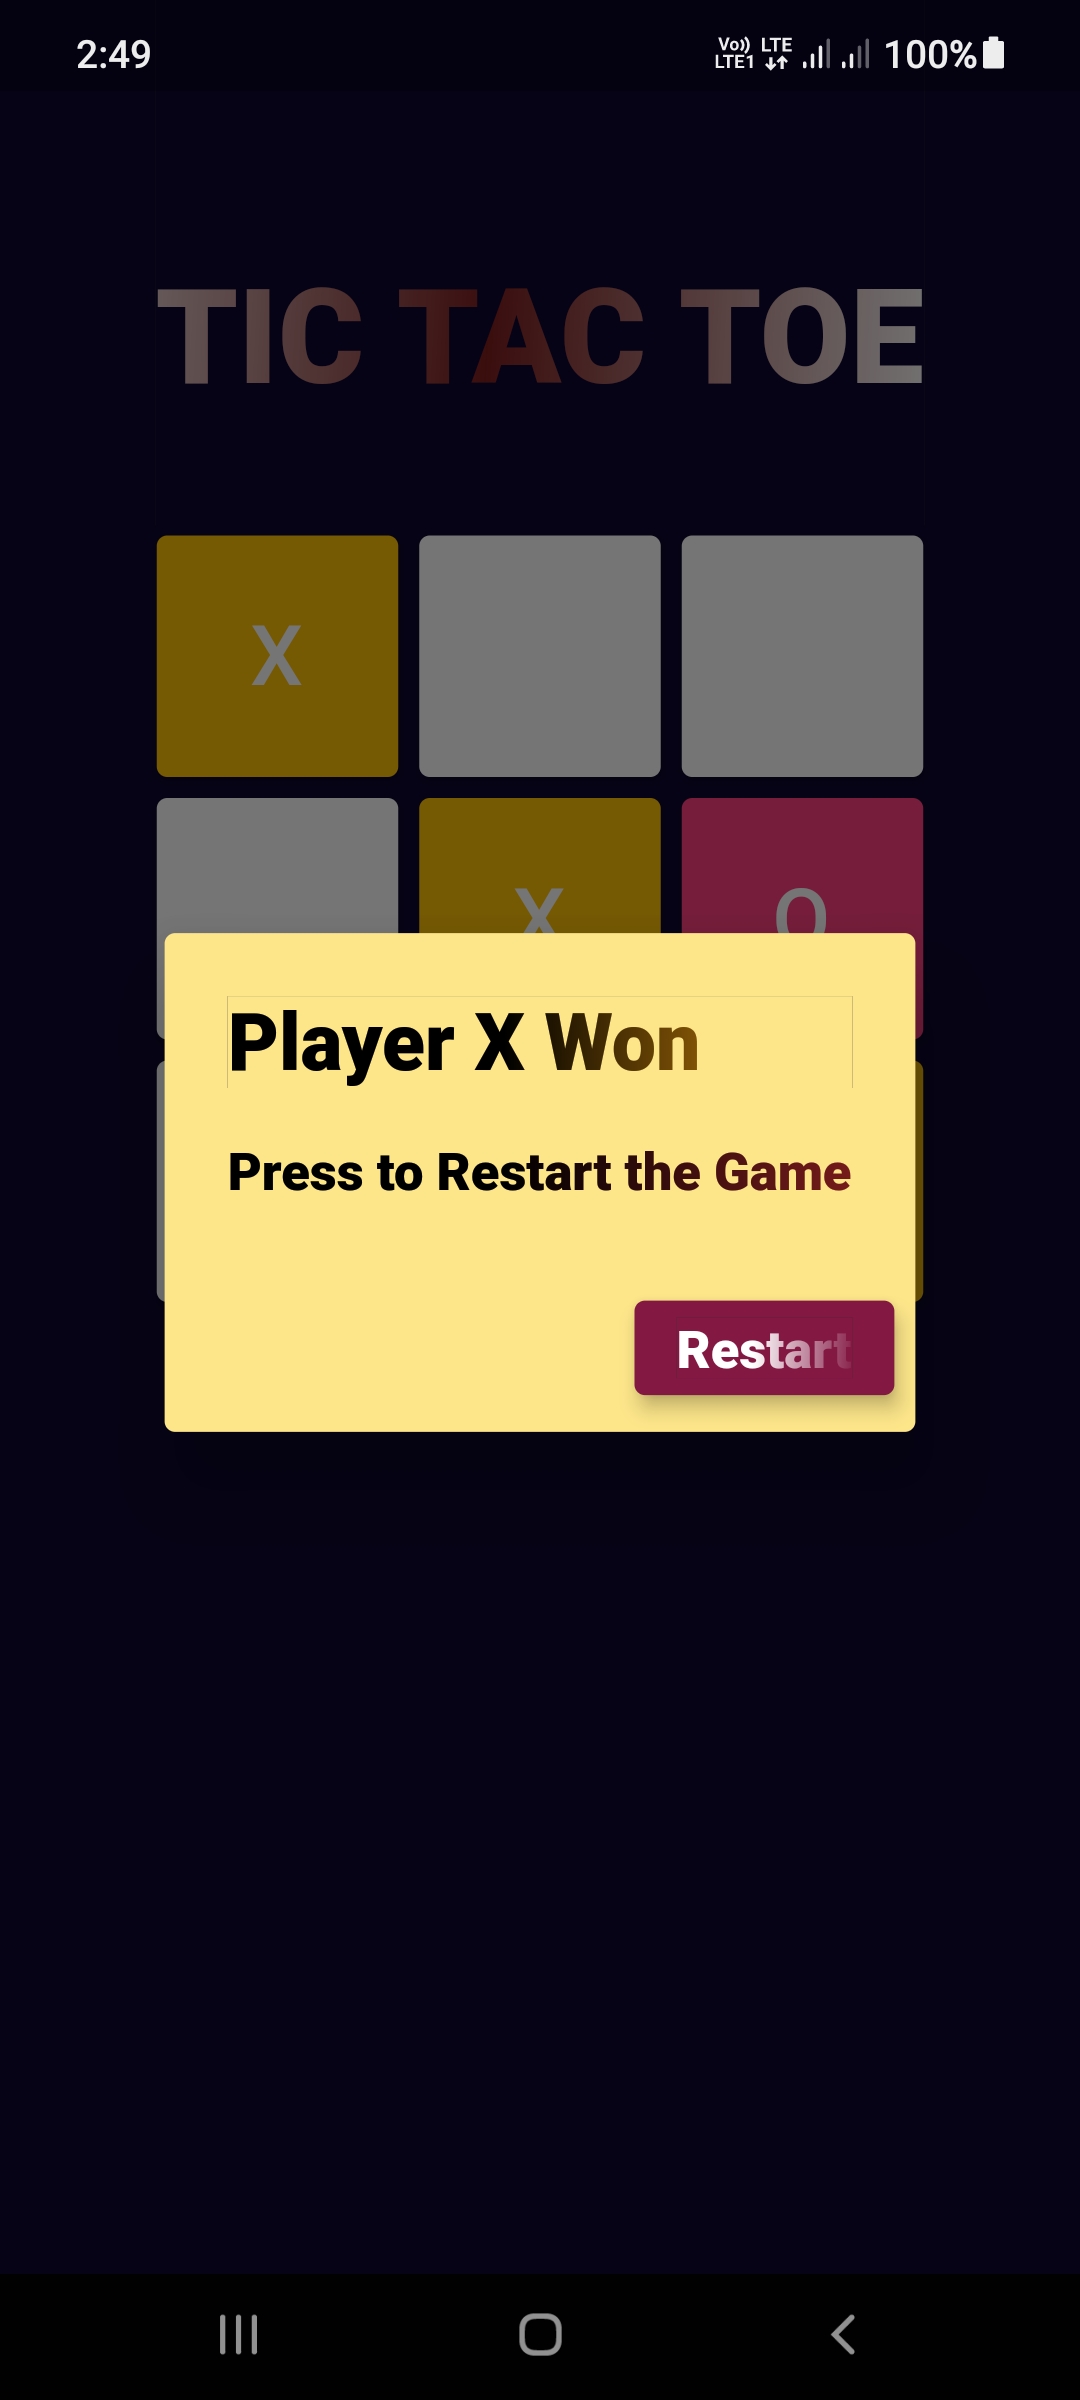 2:49
Vo)) LTE
LTE1
100%
TIC TAC TOE
X
X O
Player X Won
Press to Restart the Game
Restart